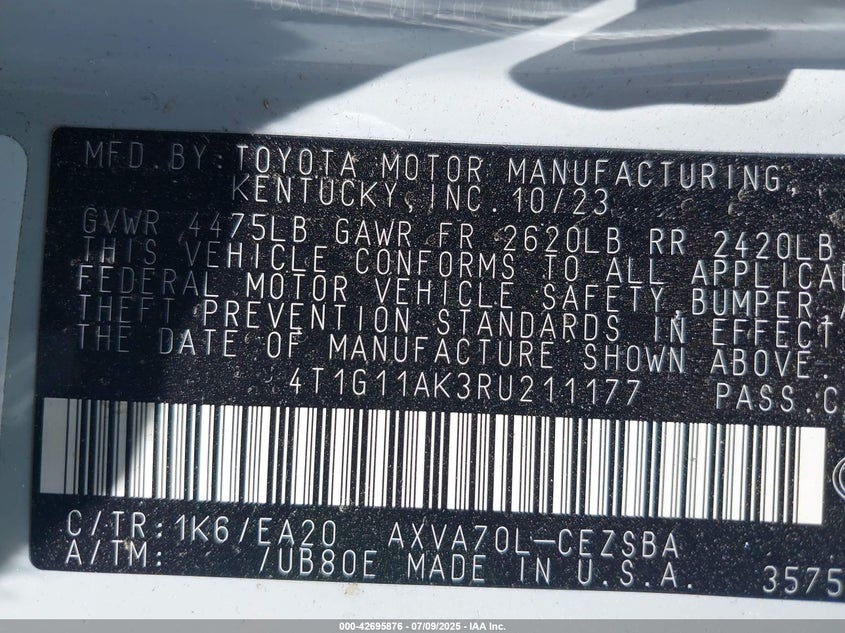 MFD. BY: TOYOTA MOTOR MANUFACTURING,
KENTUCKY, INC. 10/23
GVWR 4475LB GAWR FR 2620LB RR 2420LB
THIS VEHICLE CONFORMS TO ALL APPLICAB
FEDERAL MOTOR VEHICLE SAFETY, BUMPER, A
THEFT PREVENTION STANDARDS IN EFFECT
THE DATE OF MANUFACTURE SHOWN ABOVE.
4T1G11AK3RU211177 PASS.C
C/TR: 1K6/EA20 AXVA70L-CEZSBA
A/TM: /UB80E MADE IN U.S.A. 3575
000-42695876 / 07/09/2025 / IAA Inc.